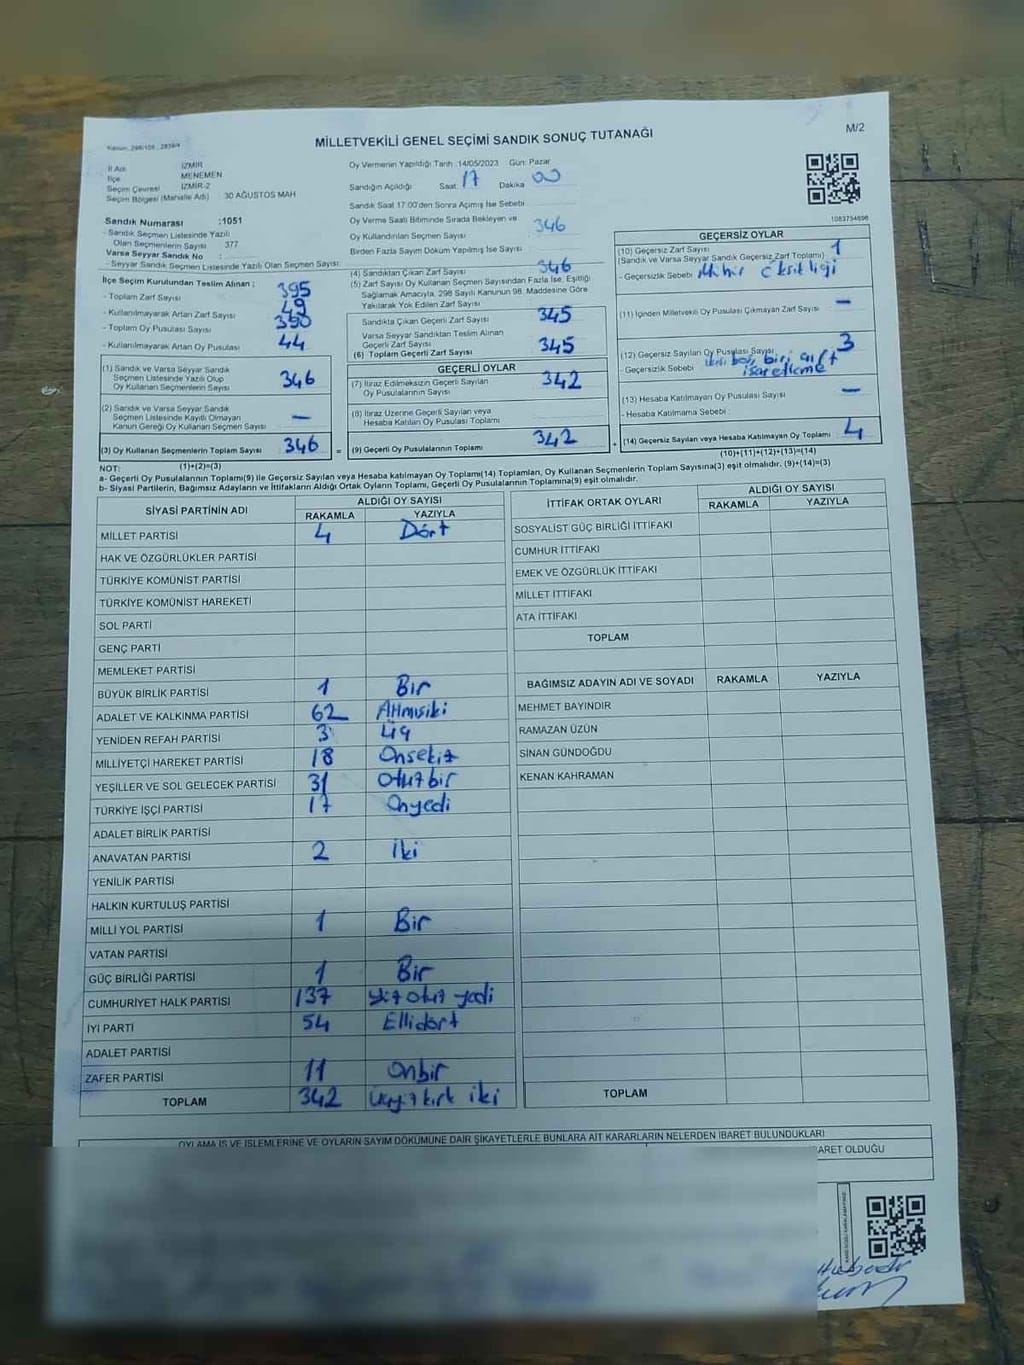 MİLLETVEKİLİ GENEL SEÇİMİ SANDIK SONUÇ TUTANAĞI
M/2
İl Adı İZMİR
İlçe MENEMEN
Seçim Çevresi İZMİR-2
Seçim Bölgesi (Mahalle Adı) 30 AĞUSTOS MAH
Sandık Numarası :1051
- Sandık Seçmen Listesinde Yazılı
Olan Seçmenlerin Sayısı 377
Varsa Seyyar Sandık No :
- Seyyar Sandık Seçmen Listesinde Yazılı Olan Seçmen Sayısı:
İlçe Seçim Kurulundan Teslim Alınan ;
- Toplam Zarf Sayısı 395
- Kullanılmayarak Artan Zarf Sayısı 49
- Toplam Oy Pusulası Sayısı
- Kullanılmayarak Artan Oy Pusulası 44
(1) Sandık ve Varsa Seyyar Sandık
Seçmen Listesinde Yazılı Olup
Oy Kullanan Seçmenlerin Sayısı 346
(2) Sandık ve Varsa Seyyar Sandık
Seçmen Listesinde Kayıtlı Olmayan
Kanun Gereği Oy Kullanan Seçmen Sayısı —
(3) Oy Kullanan Seçmenlerin Toplam Sayısı 346 =
(1)+(2)=(3)
Oy Vermenin Yapıldığı Tarih :14/05/2023 Gün: Pazar
Sandığın Açıldığı Saat: 17 Dakika 00
Sandık Saat 17:00'den Sonra Açılmış İse Sebebi
Oy Verme Saati Bitiminde Sırada Bekleyen ve
Oy Kullandırılan Seçmen Sayısı 346
Birden Fazla Sayım Döküm Yapılmış İse Sayısı :
(4) Sandıktan Çıkan Zarf Sayısı 346
(5) Zarf Sayısı Oy Kullanan Seçmen Sayısından Fazla İse, Eşitliği
Sağlamak Amacıyla, 298 Sayılı Kanunun 98. Maddesine Göre
Yakılarak Yok Edilen Zarf Sayısı
Sandıkta Çıkan Geçerli Zarf Sayısı 345
Varsa Seyyar Sandıktan Teslim Alınan
Geçerli Zarf Sayısı
(6) Toplam Geçerli Zarf Sayısı 345
GEÇERLİ OYLAR
(7) İtiraz Edilmeksizin Geçerli Sayılan
Oy Pusulalarının Sayısı 342
(8) İtiraz Üzerine Geçerli Sayılan veya
Hesaba Katılan Oy Pusulası Toplamı
(9) Geçerli Oy Pusulalarının Toplamı 342 +
1083754696
GEÇERSİZ OYLAR
(10) Geçersiz Zarf Sayısı 1
(Sandık ve Varsa Seyyar Sandık Geçersiz Zarf Toplamı)
- Geçersizlik Sebebi Mühür eksikliği
(11) İçinden Milletvekili Oy Pusulası Çıkmayan Zarf Sayısı —
(12) Geçersiz Sayılan Oy Pusulası Sayısı 3
- Geçersizlik Sebebi ikisi boş, biri çift
işaretleme
(13) Hesaba Katılmayan Oy Pusulası Sayısı —
- Hesaba Katılmama Sebebi
(14) Geçersiz Sayılan veya Hesaba Katılmayan Oy Toplamı 4
(10)+(11)+(12)+(13)=(14)
NOT:
a- Geçerli Oy Pusulalarının Toplamı(9) ile Geçersiz Sayılan veya Hesaba katılmayan Oy Toplamı(14) Toplamları, Oy Kullanan Seçmenlerin Toplam Sayısına(3) eşit olmalıdır. (9)+(14)=(3)
b- Siyasi Partilerin, Bağımsız Adayların ve İttifakların Aldığı Ortak Oyların Toplamı, Geçerli Oy Pusulalarının Toplamına(9) eşit olmalıdır.
SİYASİ PARTİNİN ADI ALDIĞI OY SAYISI
RAKAMLA YAZIYLA
MİLLET PARTİSİ 4 Dört
HAK VE ÖZGÜRLÜKLER PARTİSİ
TÜRKİYE KOMÜNİST PARTİSİ
TÜRKİYE KOMÜNİST HAREKETİ
SOL PARTİ
GENÇ PARTİ
MEMLEKET PARTİSİ
BÜYÜK BİRLİK PARTİSİ 1 Bir
ADALET VE KALKINMA PARTİSİ 62 Altmışiki
YENİDEN REFAH PARTİSİ 3 Üç
MİLLİYETÇİ HAREKET PARTİSİ 18 Onsekiz
YEŞİLLER VE SOL GELECEK PARTİSİ 31 Otuzbir
TÜRKİYE İŞÇİ PARTİSİ 17 Onyedi
ADALET BİRLİK PARTİSİ
ANAVATAN PARTİSİ 2 İki
YENİLİK PARTİSİ
HALKIN KURTULUŞ PARTİSİ
MİLLİ YOL PARTİSİ 1 Bir
VATAN PARTİSİ
GÜÇ BİRLİĞİ PARTİSİ 1 Bir
CUMHURİYET HALK PARTİSİ 137 Yüz otuz yedi
İYİ PARTİ 54 Ellidört
ADALET PARTİSİ
ZAFER PARTİSİ 11 Onbir
TOPLAM 342 Üçyüzkırk iki
İTTİFAK ORTAK OYLARI ALDIĞI OY SAYISI
RAKAMLA YAZIYLA
SOSYALİST GÜÇ BİRLİĞİ İTTİFAKI
CUMHUR İTTİFAKI
EMEK VE ÖZGÜRLÜK İTTİFAKI
MİLLET İTTİFAKI
ATA İTTİFAKI
TOPLAM
BAĞIMSIZ ADAYIN ADI VE SOYADI RAKAMLA YAZIYLA
MEHMET BAYINDIR
RAMAZAN ÜZÜN
SİNAN GÜNDOĞDU
KENAN KAHRAMAN
TOPLAM
OYLAMA İŞ VE İŞLEMLERİNE VE OYLARIN SAYIM DÖKÜMÜNE DAİR ŞİKAYETLERLE BUNLARA AİT KARARLARIN NELERDEN İBARET BULUNDUKLARI
BARET OLDUĞU